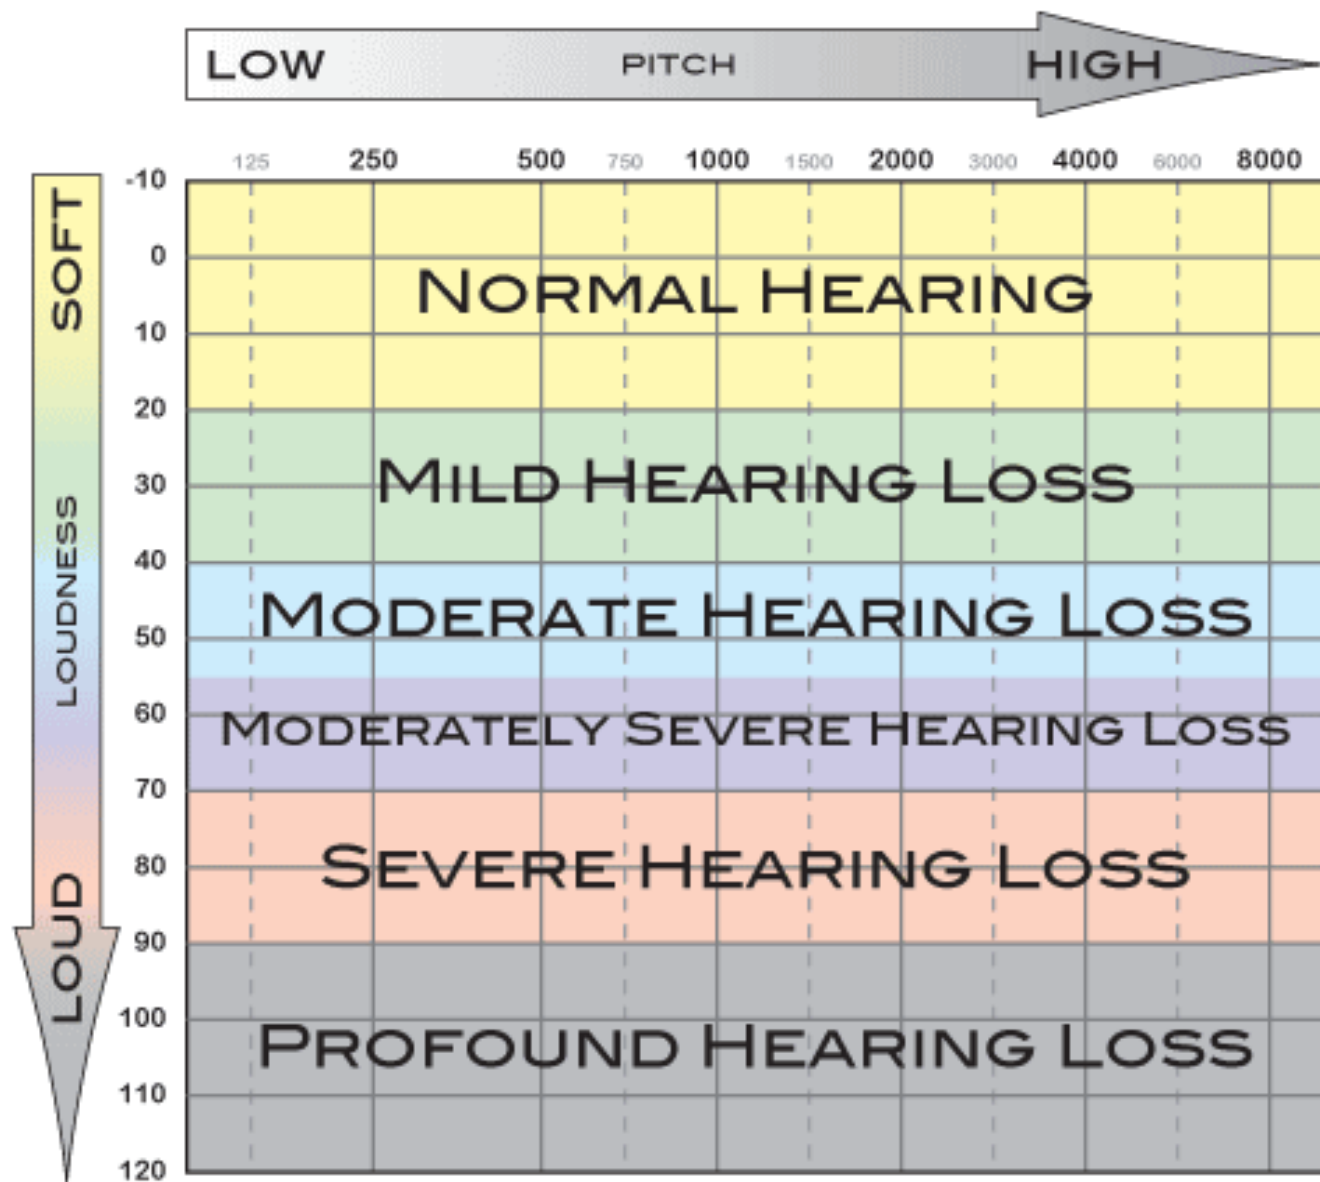 LOW PITCH HIGH
125 250 500 750 1000 1500 2000 3000 4000 6000 8000
SOFT
LOUDNESS
LOUD
-10
0
NORMAL HEARING
10
20
30
MILD HEARING LOSS
40
MODERATE HEARING LOSS
50
60
MODERATELY SEVERE HEARING LOSS
70
80
SEVERE HEARING LOSS
90
100
PROFOUND HEARING LOSS
110
120